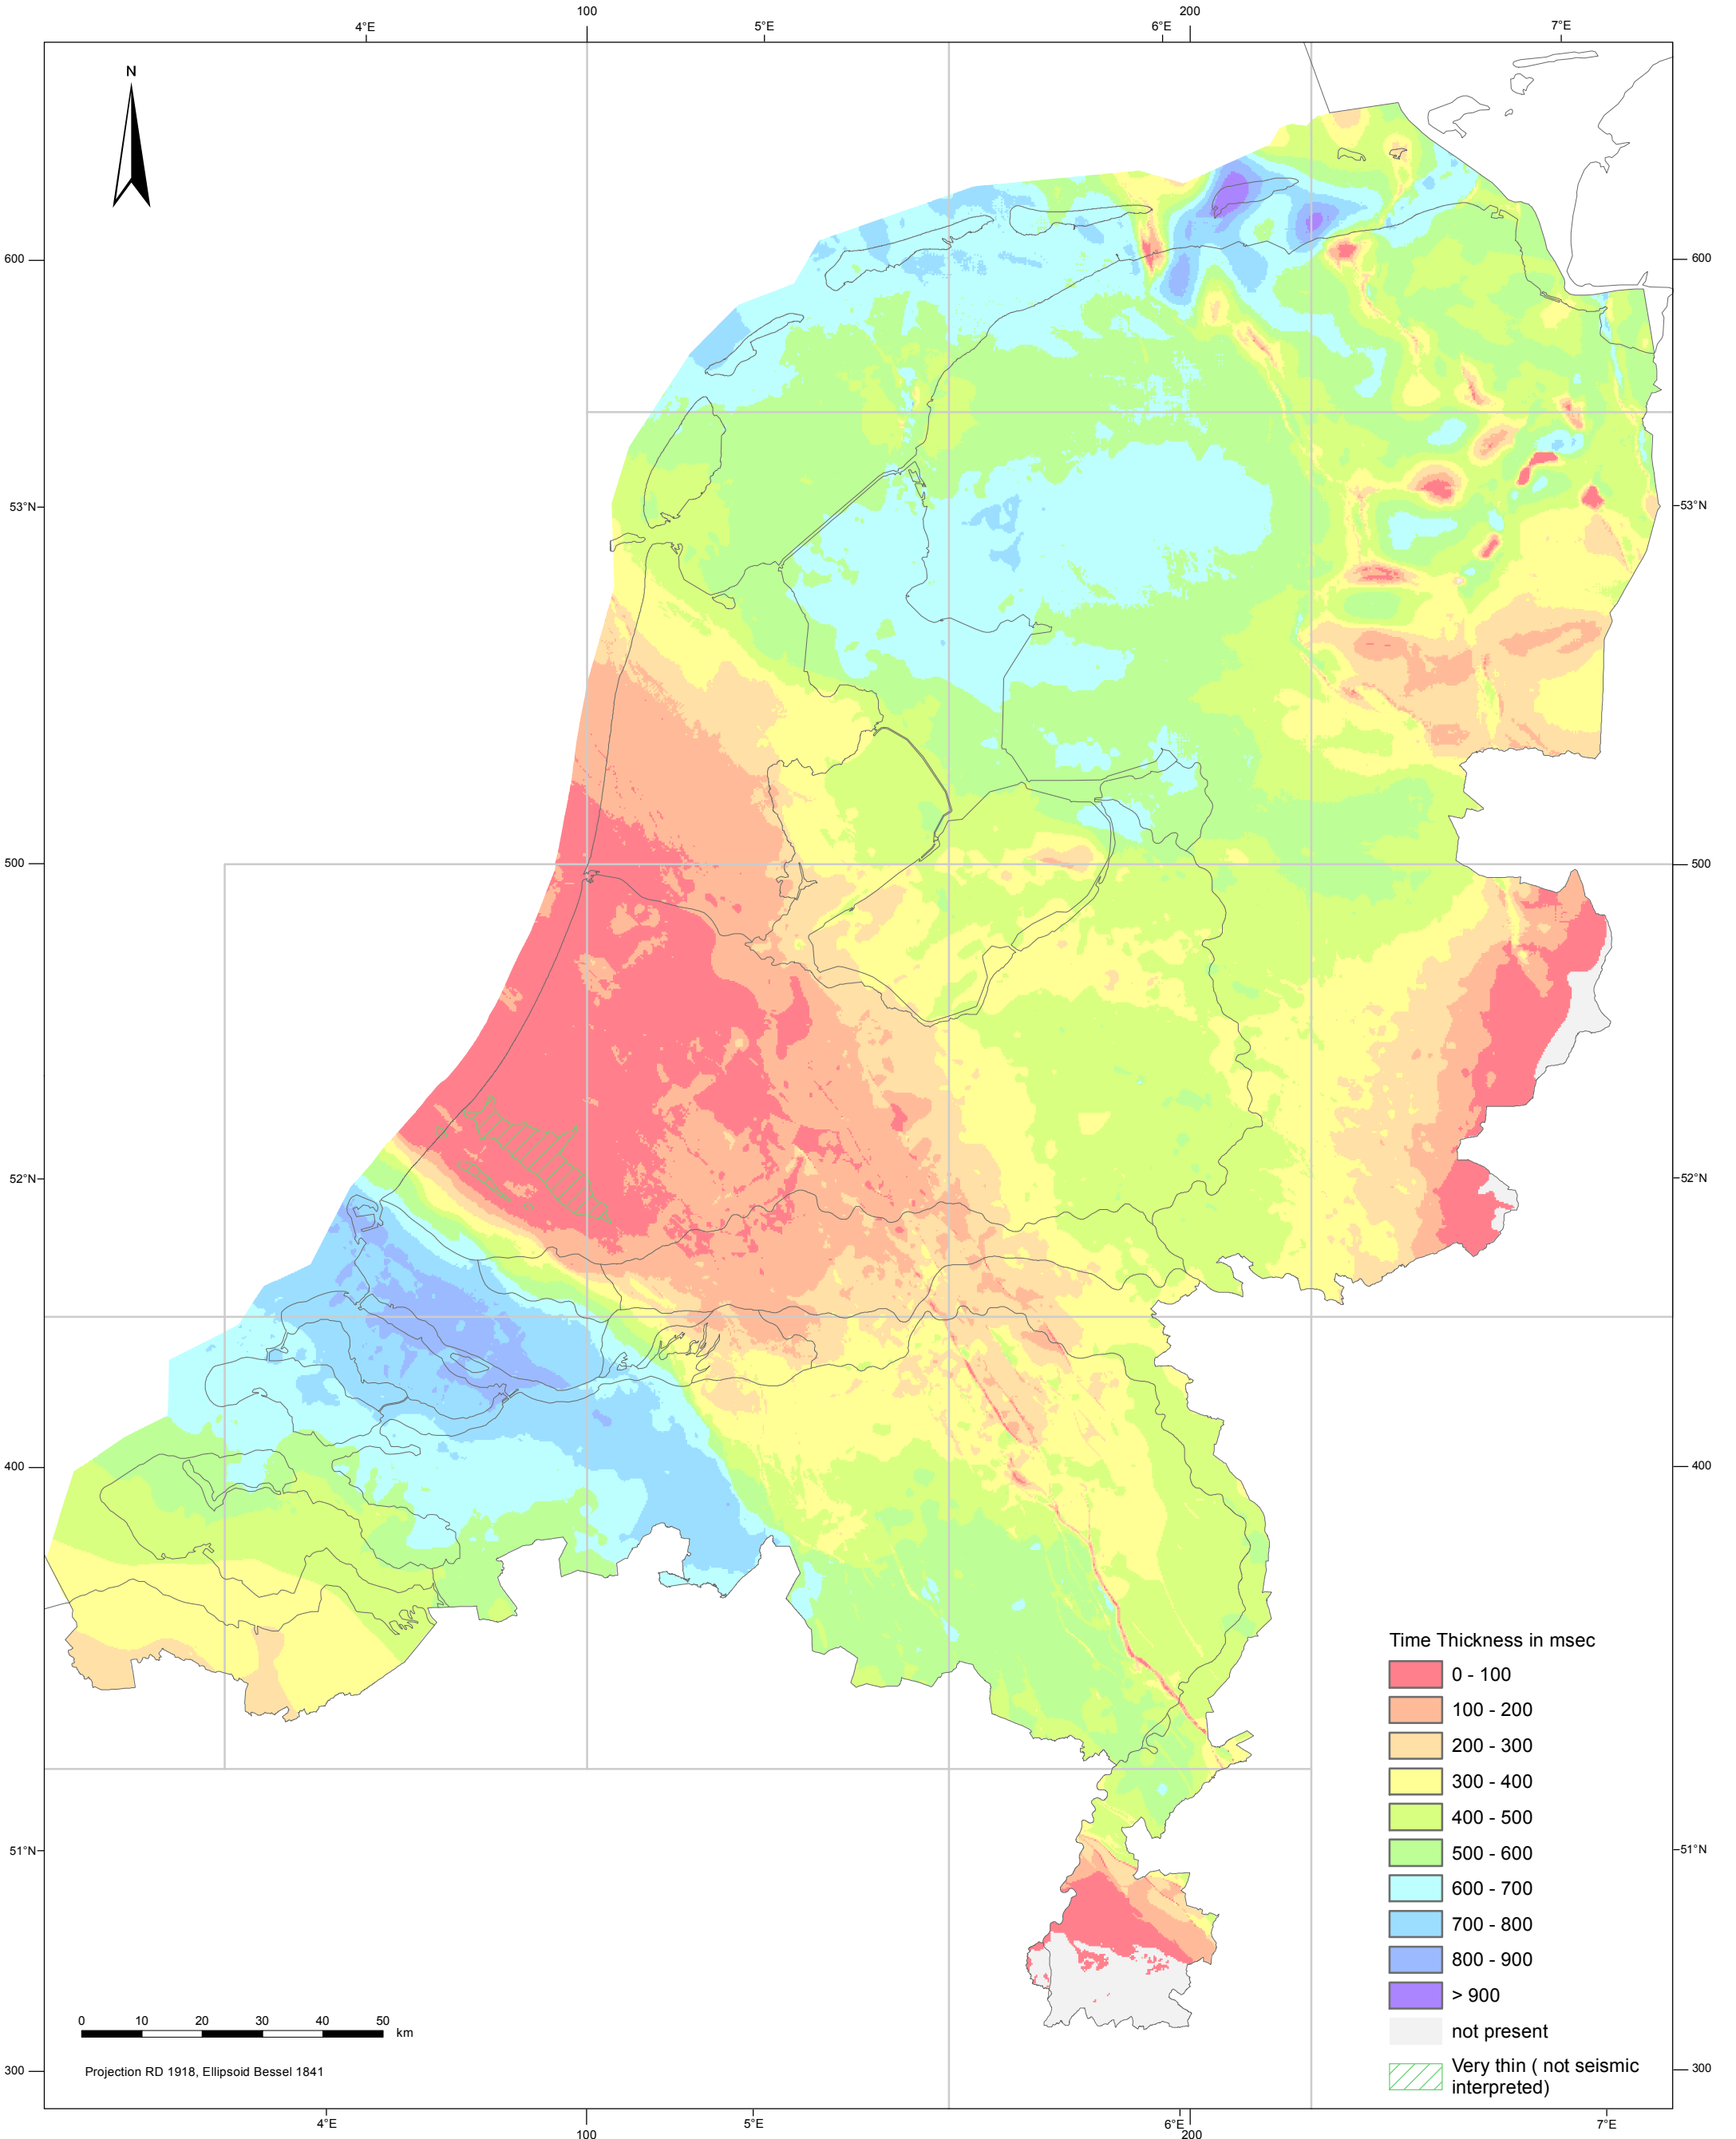 100 200
4°E 5°E 6°E 7°E
N
600 600
53°N 53°N
500 500
52°N 52°N
400 400
Time Thickness in msec
0 - 100
100 - 200
200 - 300
300 - 400
400 - 500
51°N 51°N
500 - 600
600 - 700
700 - 800
800 - 900
> 900
not present
0 10 20 30 40 50
km
Very thin ( not seismic
interpreted)
Projection RD 1918, Ellipsoid Bessel 1841
300 300
4°E 5°E 6°E 7°E
100 200